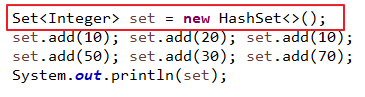 Set<Integer> set = new HashSet<>();
set.add(10); set.add(20); set.add(10);
set.add(50); set.add(30); set.add(70);
System.out.println(set);